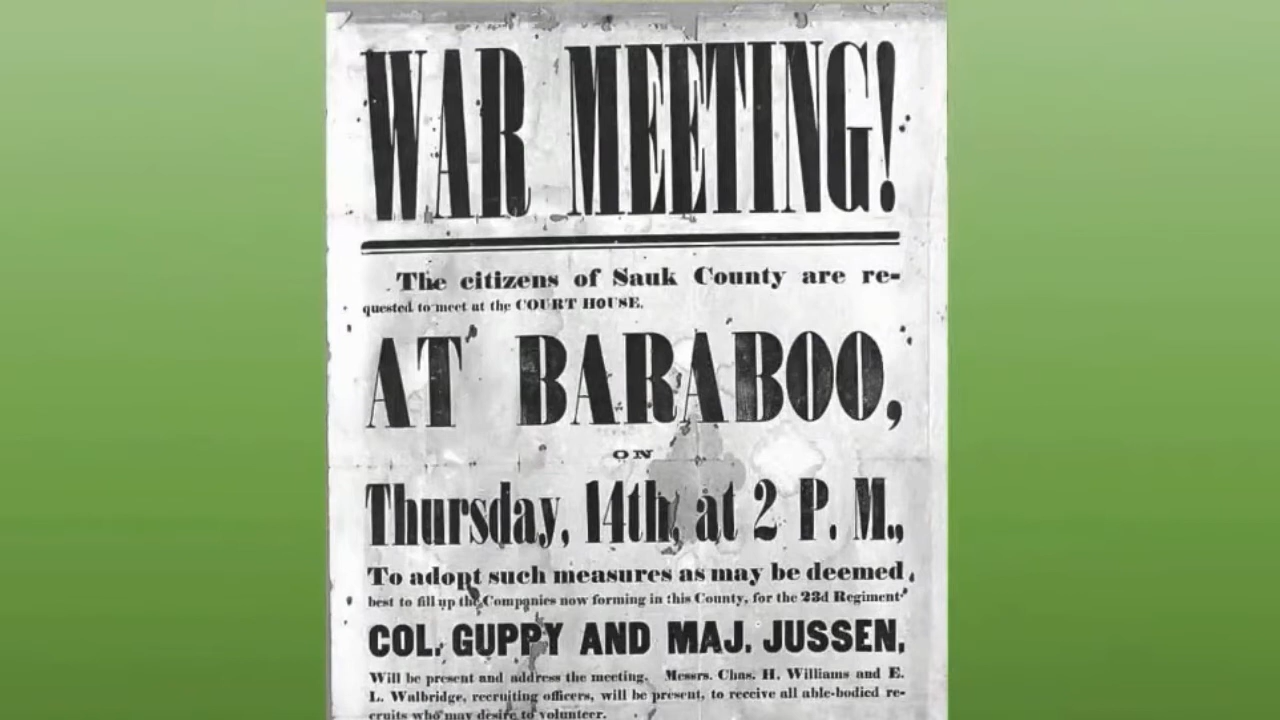 WAR MEETING!
The citizens of Sauk County are re-
quested to meet at the COURT HOUSE,
AT BARABOO,
ON
Thursday, 14th, at 2 P. M.,
To adopt such measures as may be deemed
best to fill up the Companies now forming in this County, for the 23d Regiment
COL. GUPPY AND MAJ. JUSSEN,
Will be present and address the meeting. Messrs. Chas. H. Williams and E.
L. Walbridge, recruiting officers, will be present, to receive all able-bodied re-
cruits who may desire to volunteer.